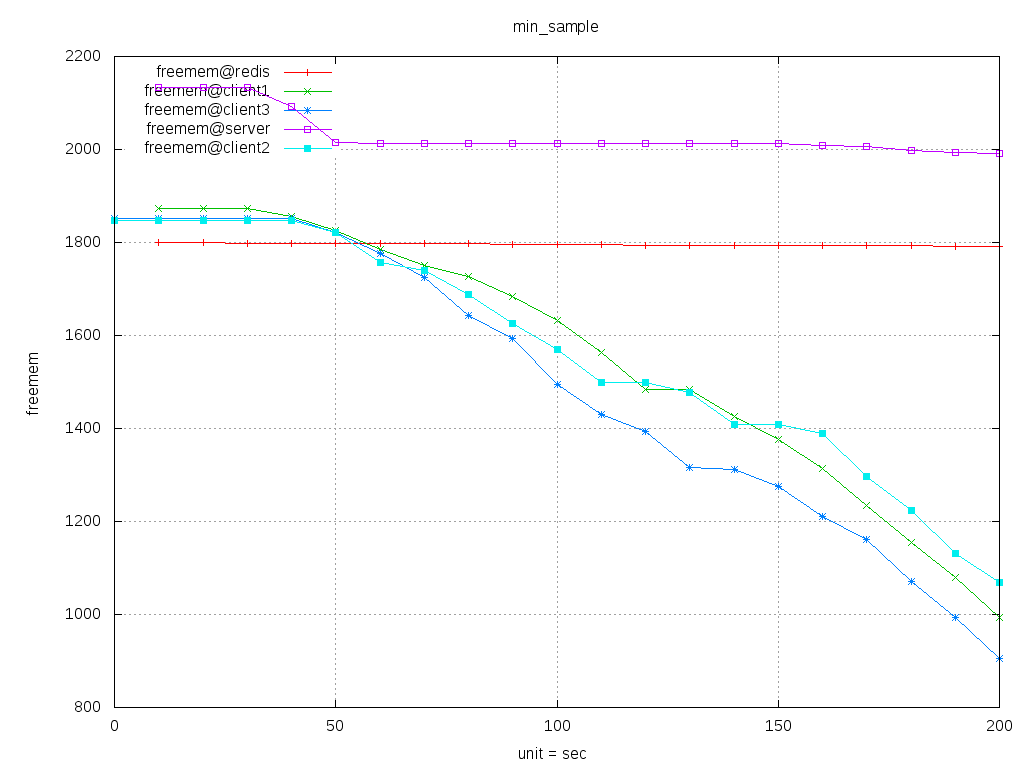 min_sample
freemem@redis
freemem@client1
freemem@client3
freemem@server
freemem@client2
2200
2000
1800
1600
1400
1200
1000
800
freemem
0 50 100 150 200
unit = sec